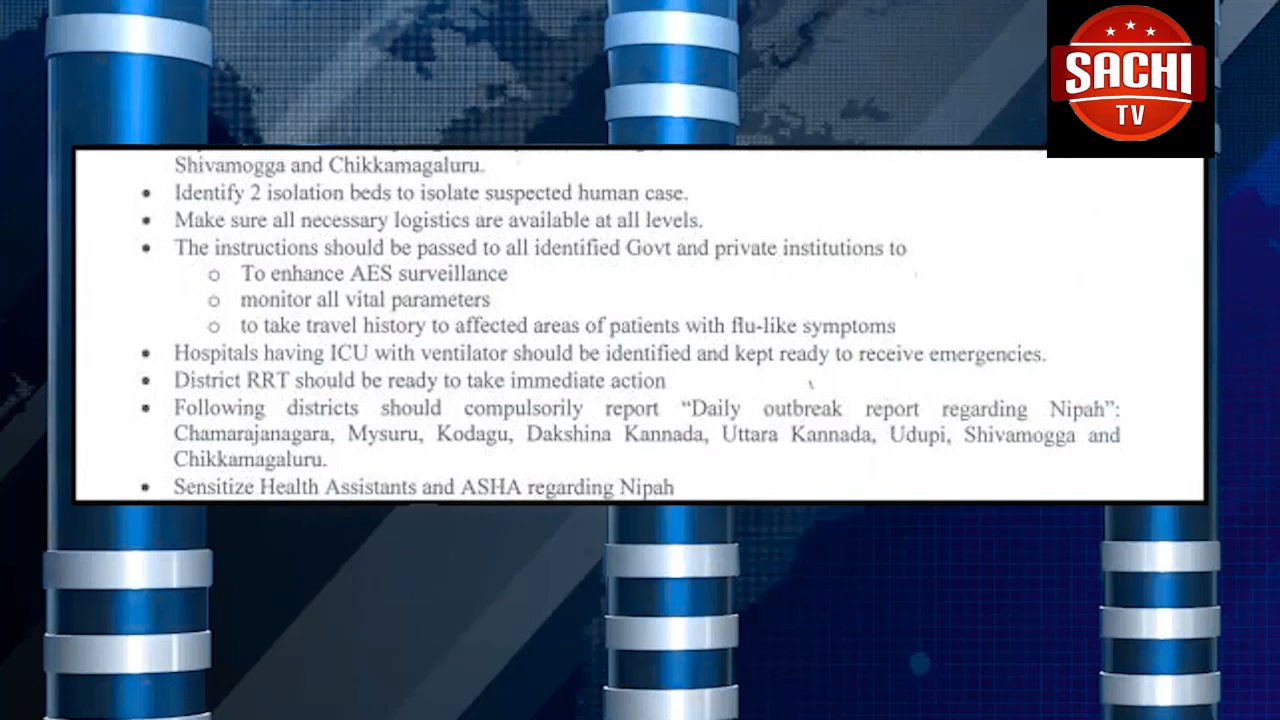 SACHI
TV
Shivamogga and Chikkamagaluru.
• Identify 2 isolation beds to isolate suspected human case.
• Make sure all necessary logistics are available at all levels.
• The instructions should be passed to all identified Govt and private institutions to
o To enhance AES surveillance
o monitor all vital parameters
o to take travel history to affected areas of patients with flu-like symptoms
• Hospitals having ICU with ventilator should be identified and kept ready to receive emergencies.
• District RRT should be ready to take immediate action
• Following districts should compulsorily report “Daily outbreak report regarding Nipah”:
Chamarajanagara, Mysuru, Kodagu, Dakshina Kannada, Uttara Kannada, Udupi, Shivamogga and
Chikkamagaluru.
• Sensitize Health Assistants and ASHA regarding Nipah